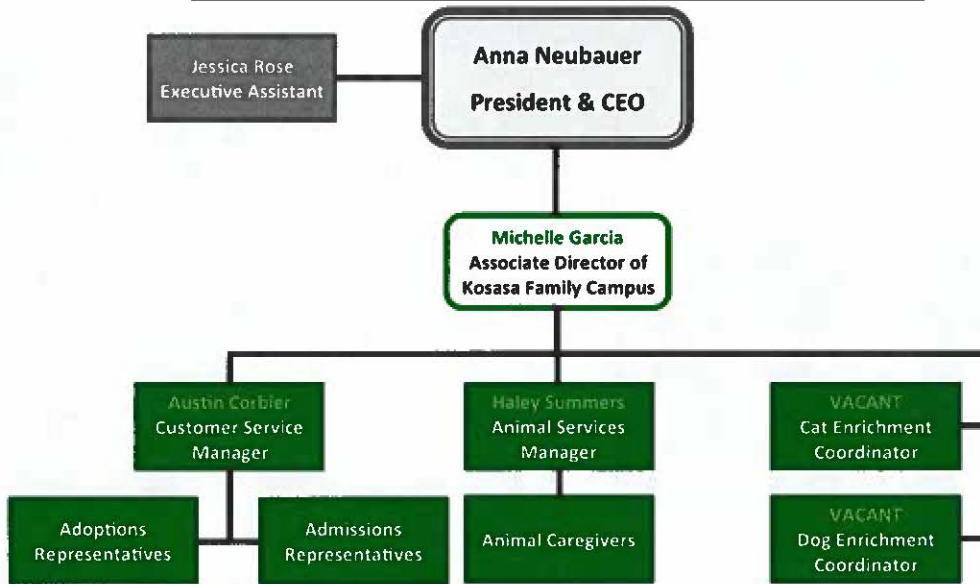 Jessica Rose
Executive Assistant
Anna Neubauer
President & CEO
Michelle Garcia
Associate Director of
Kosasa Family Campus
Austin Corbier
Customer Service
Manager
Haley Summers
Animal Services
Manager
VACANT
Cat Enrichment
Coordinator
Adoptions
Representatives
Admissions
Representatives
Animal Caregivers
VACANT
Dog Enrichment
Coordinator